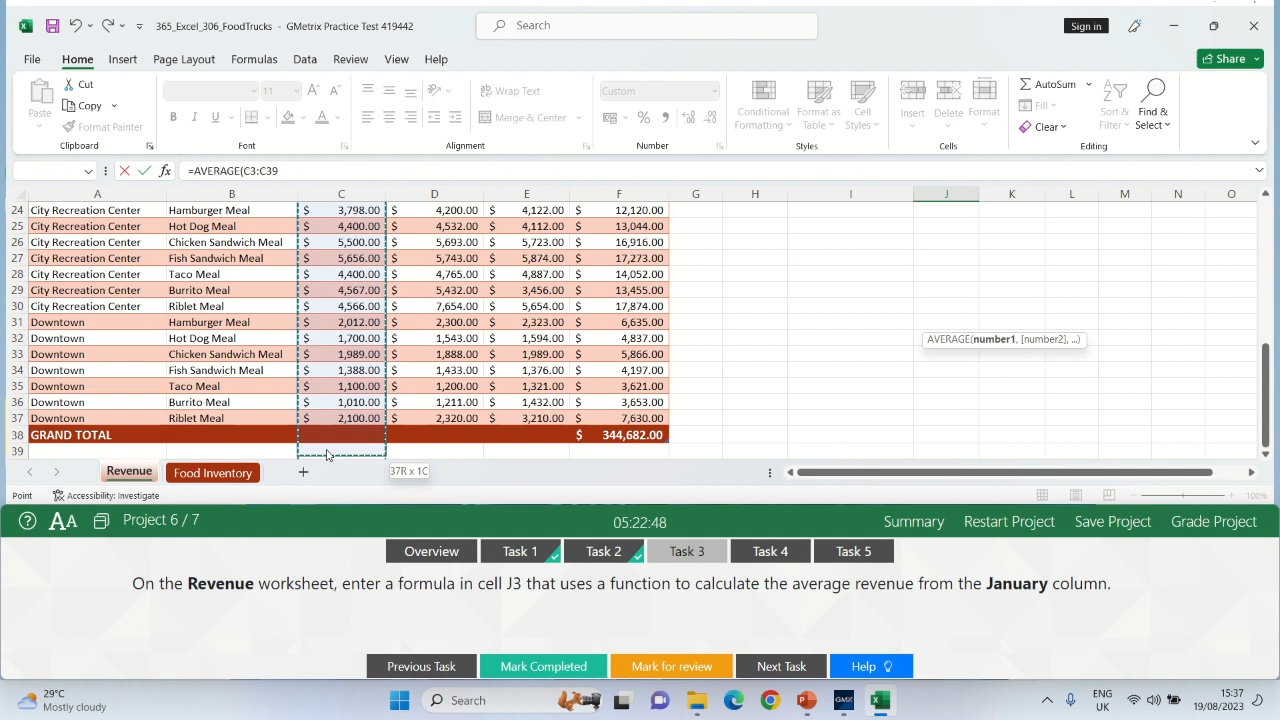 365_Excel_306_FoodTrucks - GMetrix Practice Test 419442
Search
Sign in
File Home Insert Page Layout Formulas Data Review View Help
Share
Paste
Cut
Copy
Format Painter
Clipboard
B I U
Font
Wrap Text
Merge & Center
Alignment
Custom
Number
Conditional Formatting
Format as Table
Cell Styles
Styles
Insert Delete Format
Cells
AutoSum
Fill
Clear
Sort & Filter
Find & Select
Editing
fx =AVERAGE(C3:C39
A B C D E F G H I J K L M N O
24 City Recreation Center Hamburger Meal $ 3,798.00 $ 4,200.00 $ 4,122.00 $ 12,120.00
25 City Recreation Center Hot Dog Meal $ 4,400.00 $ 4,532.00 $ 4,112.00 $ 13,044.00
26 City Recreation Center Chicken Sandwich Meal $ 5,500.00 $ 5,693.00 $ 5,723.00 $ 16,916.00
27 City Recreation Center Fish Sandwich Meal $ 5,656.00 $ 5,743.00 $ 5,874.00 $ 17,273.00
28 City Recreation Center Taco Meal $ 4,400.00 $ 4,765.00 $ 4,887.00 $ 14,052.00
29 City Recreation Center Burrito Meal $ 4,567.00 $ 5,432.00 $ 3,456.00 $ 13,455.00
30 City Recreation Center Riblet Meal $ 4,566.00 $ 7,654.00 $ 5,654.00 $ 17,874.00
31 Downtown Hamburger Meal $ 2,012.00 $ 2,300.00 $ 2,323.00 $ 6,635.00
32 Downtown Hot Dog Meal $ 1,700.00 $ 1,543.00 $ 1,594.00 $ 4,837.00
33 Downtown Chicken Sandwich Meal $ 1,989.00 $ 1,888.00 $ 1,989.00 $ 5,866.00
34 Downtown Fish Sandwich Meal $ 1,388.00 $ 1,433.00 $ 1,376.00 $ 4,197.00
35 Downtown Taco Meal $ 1,100.00 $ 1,200.00 $ 1,321.00 $ 3,621.00
36 Downtown Burrito Meal $ 1,010.00 $ 1,211.00 $ 1,432.00 $ 3,653.00
37 Downtown Riblet Meal $ 2,100.00 $ 2,320.00 $ 3,210.00 $ 7,630.00
38 GRAND TOTAL $ 344,682.00
39
AVERAGE(number1, [number2], ...)
37R x 1C
Revenue Food Inventory
Point Accessibility: Investigate 100%
Project 6 / 7 05:22:48 Summary Restart Project Save Project Grade Project
Overview Task 1 Task 2 Task 3 Task 4 Task 5
On the Revenue worksheet, enter a formula in cell J3 that uses a function to calculate the average revenue from the January column.
Previous Task Mark Completed Mark for review Next Task Help
29°C
Mostly cloudy
Search
GMX
ENG
UK
15:37
19/08/2023